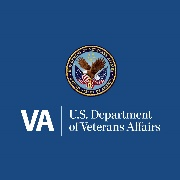 VA
U.S. Department
of Veterans Affairs